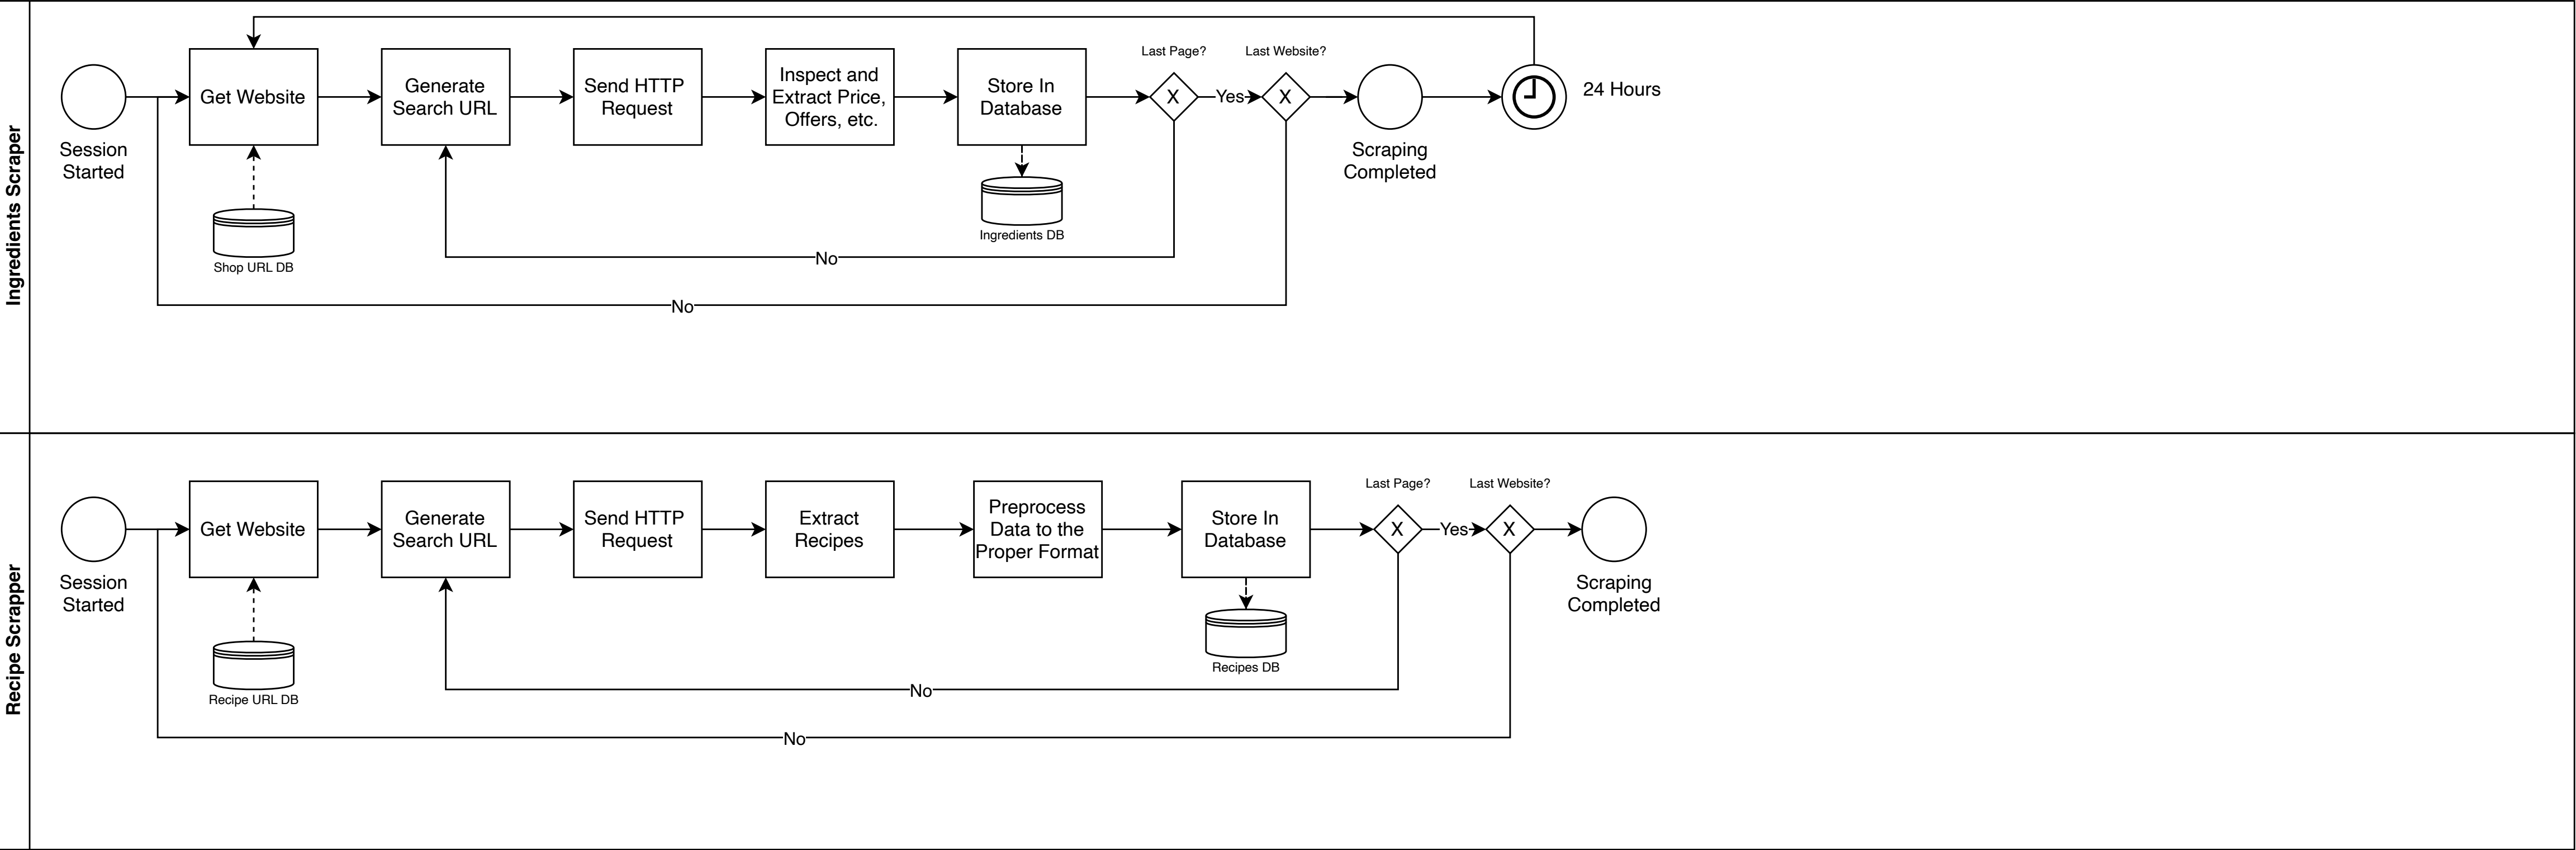 Ingredients Scraper
Last Page?
Last Website?
Session
Started
Get Website
Generate
Search URL
Send HTTP
Request
Inspect and
Extract Price,
Offers, etc.
Store In
Database
X
Yes
X
Scraping
Completed
24 Hours
Shop URL DB
Ingredients DB
No
No
Recipe Scrapper
Last Page?
Last Website?
Session
Started
Get Website
Generate
Search URL
Send HTTP
Request
Extract
Recipes
Preprocess
Data to the
Proper Format
Store In
Database
X
Yes
X
Scraping
Completed
Recipe URL DB
Recipes DB
No
No